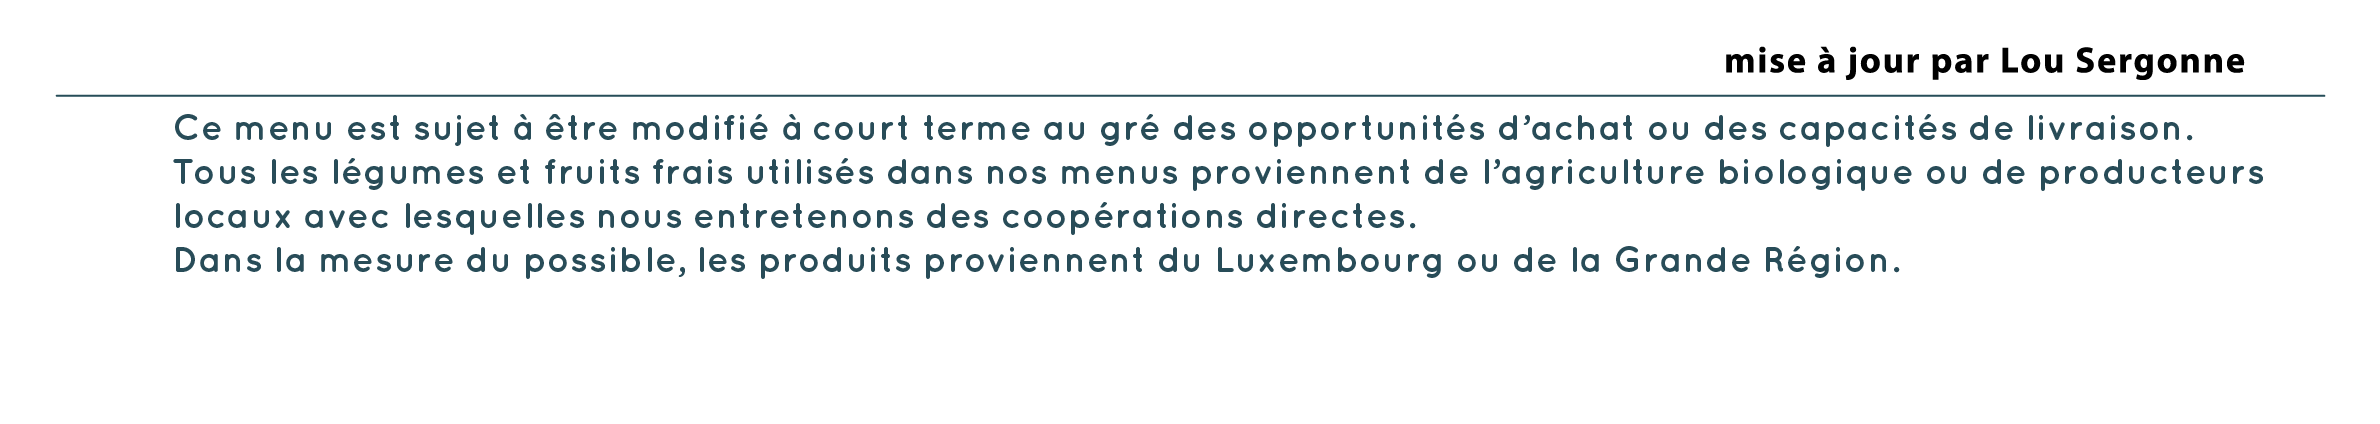 mise à jour par Lou Sergonne
Ce menu est sujet à être modifié à court terme au gré des opportunités d’achat ou des capacités de livraison.
Tous les légumes et fruits frais utilisés dans nos menus proviennent de l’agriculture biologique ou de producteurs
locaux avec lesquelles nous entretenons des coopérations directes.
Dans la mesure du possible, les produits proviennent du Luxembourg ou de la Grande Région.